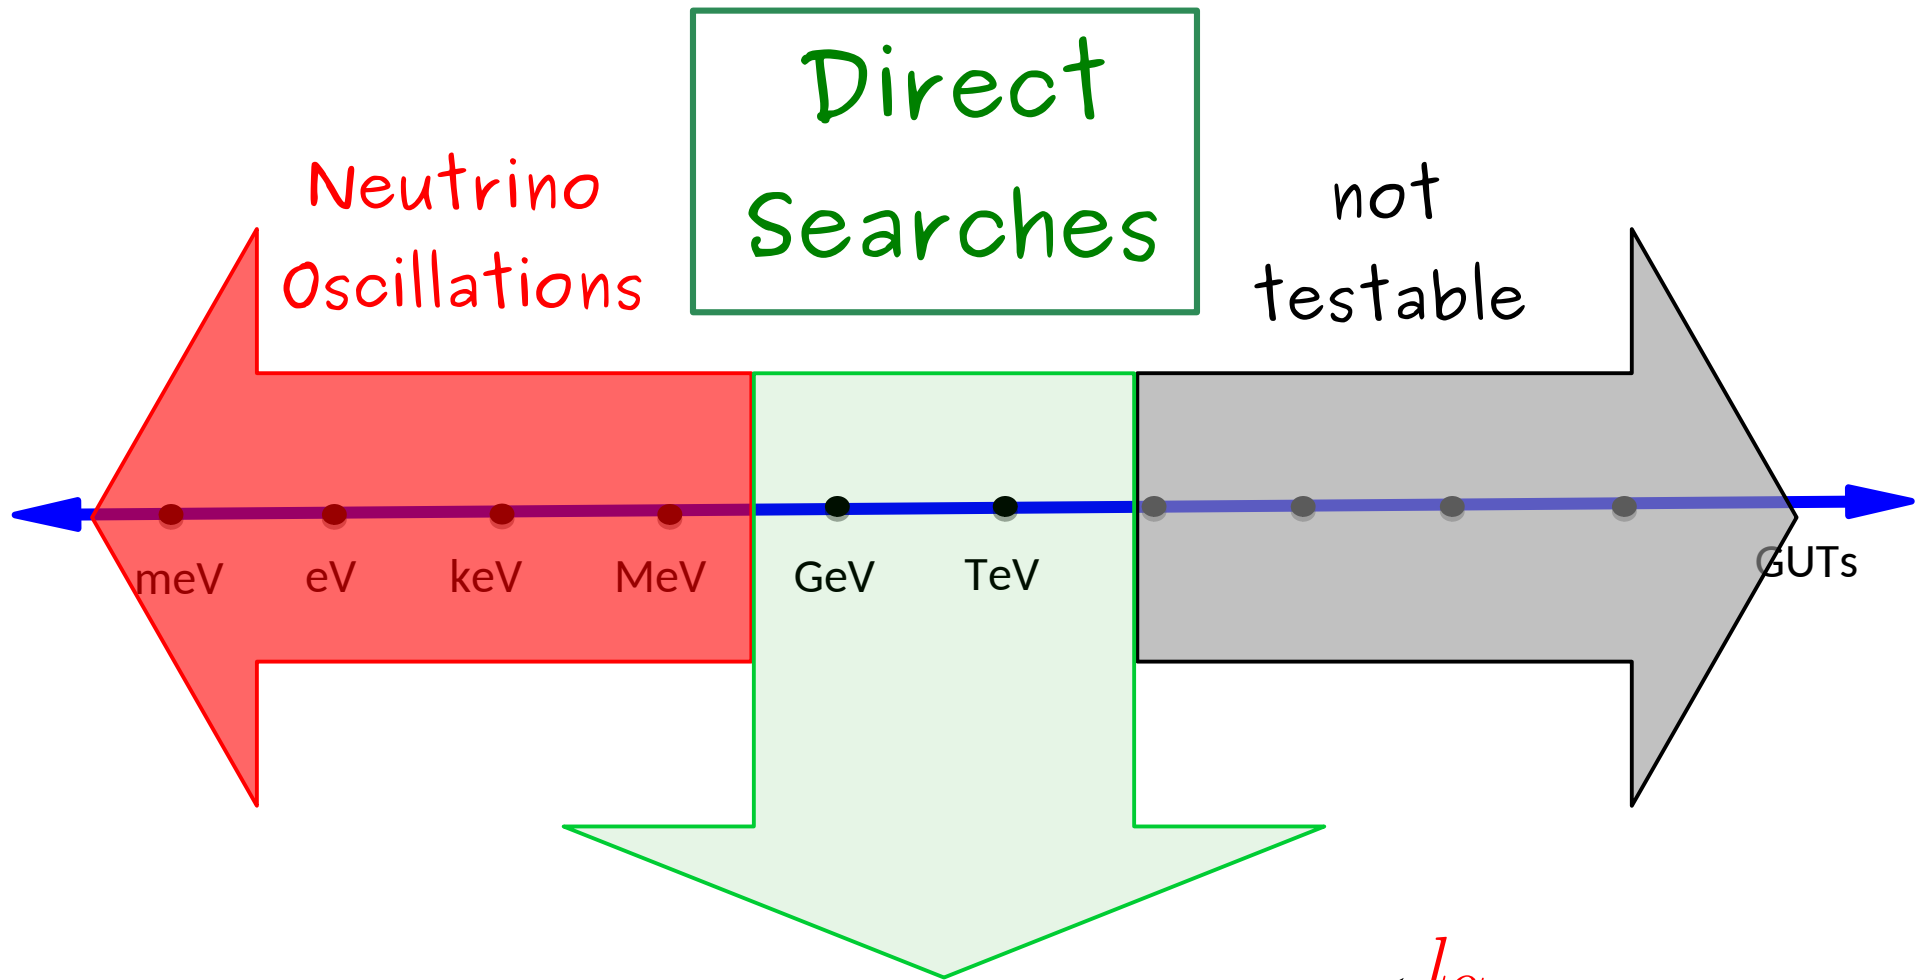 Direct
Searches
Neutrino
Oscillations
not
testable
meV eV keV MeV GeV TeV GUTs